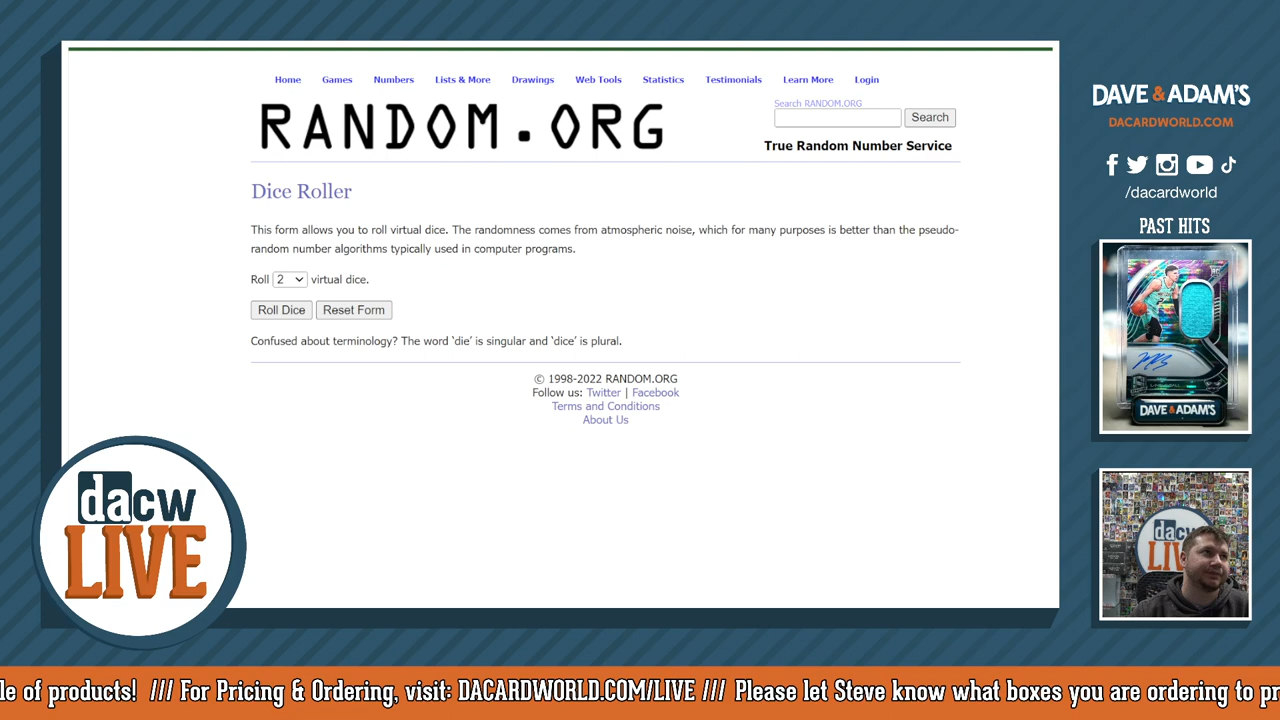 Home Games Numbers Lists & More Drawings Web Tools Statistics Testimonials Learn More Login
RANDOM.ORG
Search RANDOM.ORG
Search
True Random Number Service
Dice Roller
This form allows you to roll virtual dice. The randomness comes from atmospheric noise, which for many purposes is better than the pseudo-
random number algorithms typically used in computer programs.
Roll 2 virtual dice.
Roll Dice Reset Form
Confused about terminology? The word ‘die’ is singular and ‘dice’ is plural.
© 1998-2022 RANDOM.ORG
Follow us: Twitter | Facebook
Terms and Conditions
About Us
DAVE & ADAM'S
DACARDWORLD.COM
/dacardworld
PAST HITS
DAVE & ADAM'S
dacw
LIVE
dacw
LIVE
le of products! /// For Pricing & Ordering, visit: DACARDWORLD.COM/LIVE /// Please let Steve know what boxes you are ordering to pr